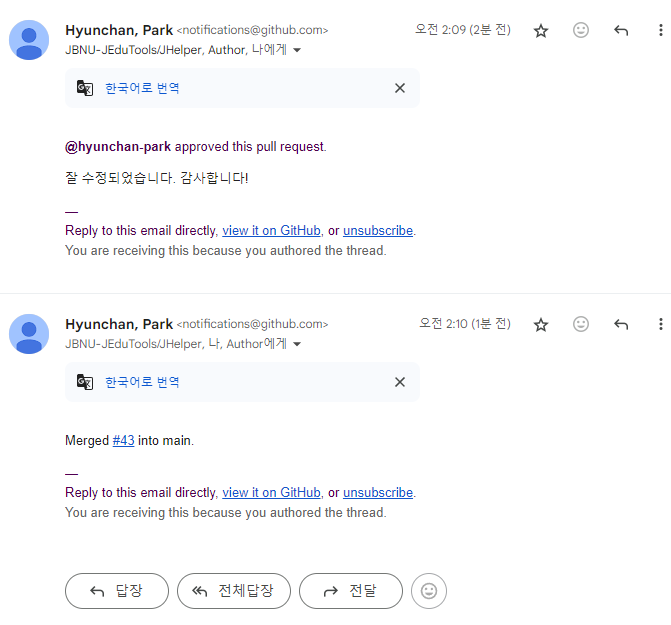 Hyunchan, Park <notifications@github.com> 오전 2:09 (2분 전)
JBNU-JEduTools/JHelper, Author, 나에게
한국어로 번역
@hyunchan-park approved this pull request.
잘 수정되었습니다. 감사합니다!
—
Reply to this email directly, view it on GitHub, or unsubscribe.
You are receiving this because you authored the thread.
Hyunchan, Park <notifications@github.com> 오전 2:10 (1분 전)
JBNU-JEduTools/JHelper, 나, Author에게
한국어로 번역
Merged #43 into main.
—
Reply to this email directly, view it on GitHub, or unsubscribe.
You are receiving this because you authored the thread.
답장 전체답장 전달